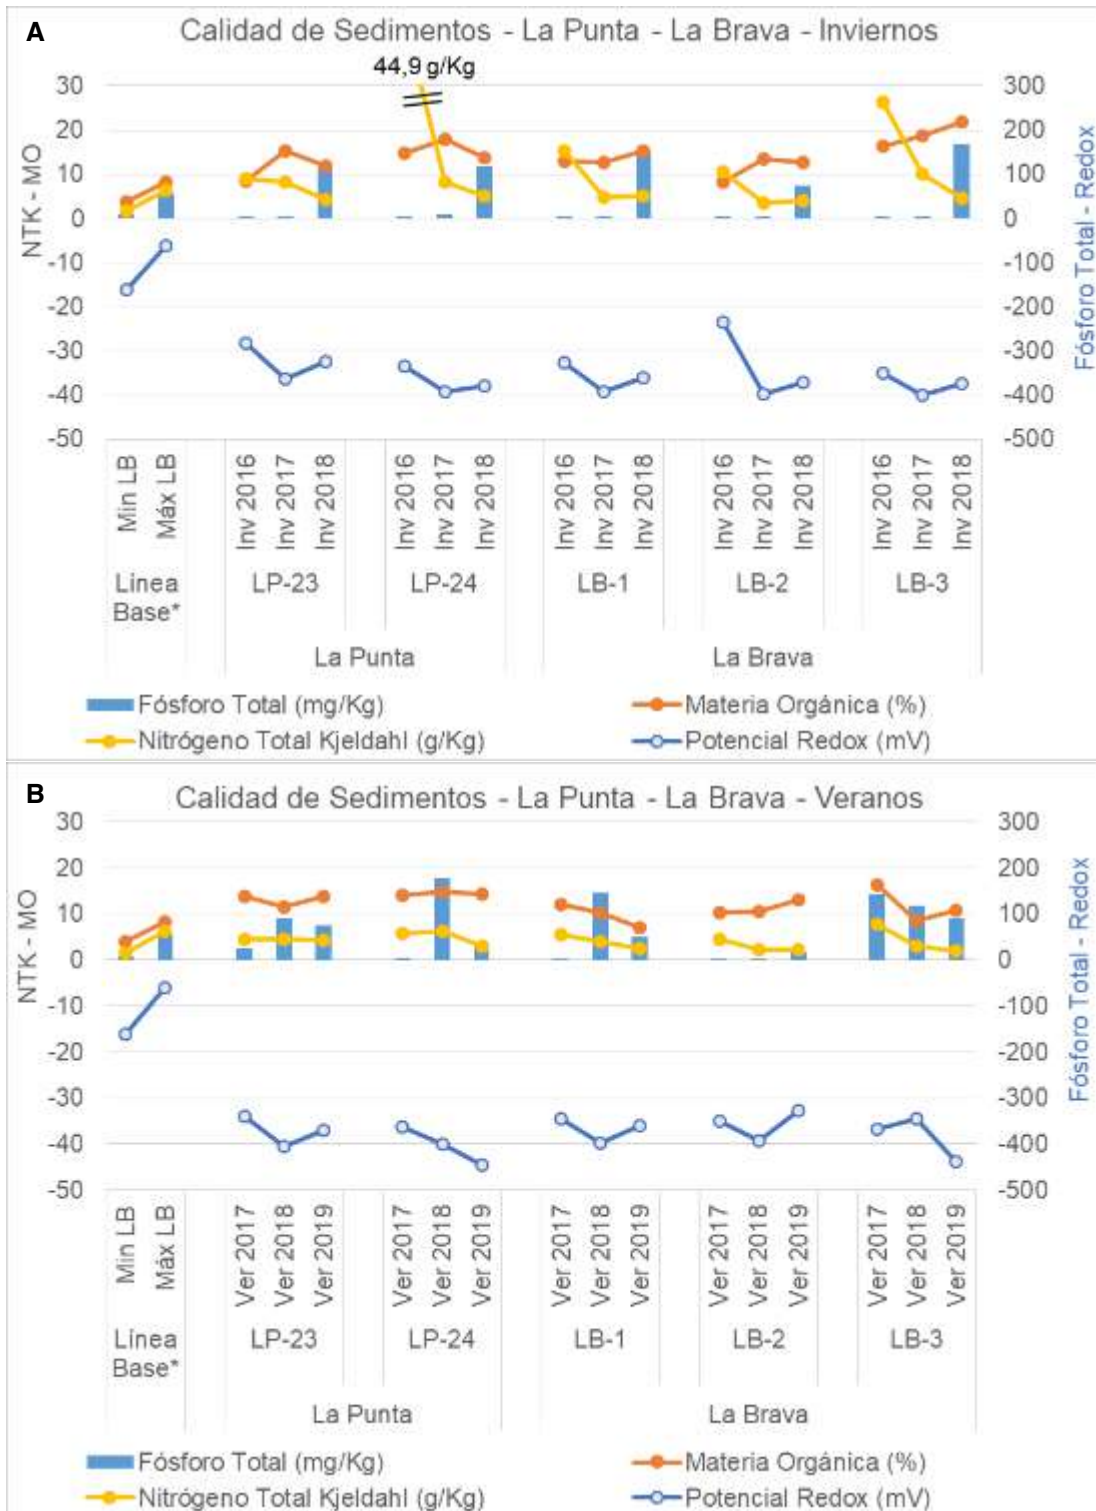 A
Calidad de Sedimentos - La Punta - La Brava - Inviernos
44,9 g/Kg
NTK - MO
30
20
10
0
-10
-20
-30
-40
-50
300
200
100
0
-100
-200
-300
-400
-500
Fósforo Total - Redox
Min LB
Máx LB
Inv 2016
Inv 2017
Inv 2018
Inv 2016
Inv 2017
Inv 2018
Inv 2016
Inv 2017
Inv 2018
Inv 2016
Inv 2017
Inv 2018
Inv 2016
Inv 2017
Inv 2018
Línea Base*
LP-23
LP-24
LB-1
LB-2
LB-3
La Punta
La Brava
Fósforo Total (mg/Kg)
Materia Orgánica (%)
Nitrógeno Total Kjeldahl (g/Kg)
Potencial Redox (mV)
B
Calidad de Sedimentos - La Punta - La Brava - Veranos
NTK - MO
30
20
10
0
-10
-20
-30
-40
-50
300
200
100
0
-100
-200
-300
-400
-500
Fósforo Total - Redox
Min LB
Máx LB
Ver 2017
Ver 2018
Ver 2019
Ver 2017
Ver 2018
Ver 2019
Ver 2017
Ver 2018
Ver 2019
Ver 2017
Ver 2018
Ver 2019
Ver 2017
Ver 2018
Ver 2019
Línea Base*
LP-23
LP-24
LB-1
LB-2
LB-3
La Punta
La Brava
Fósforo Total (mg/Kg)
Materia Orgánica (%)
Nitrógeno Total Kjeldahl (g/Kg)
Potencial Redox (mV)